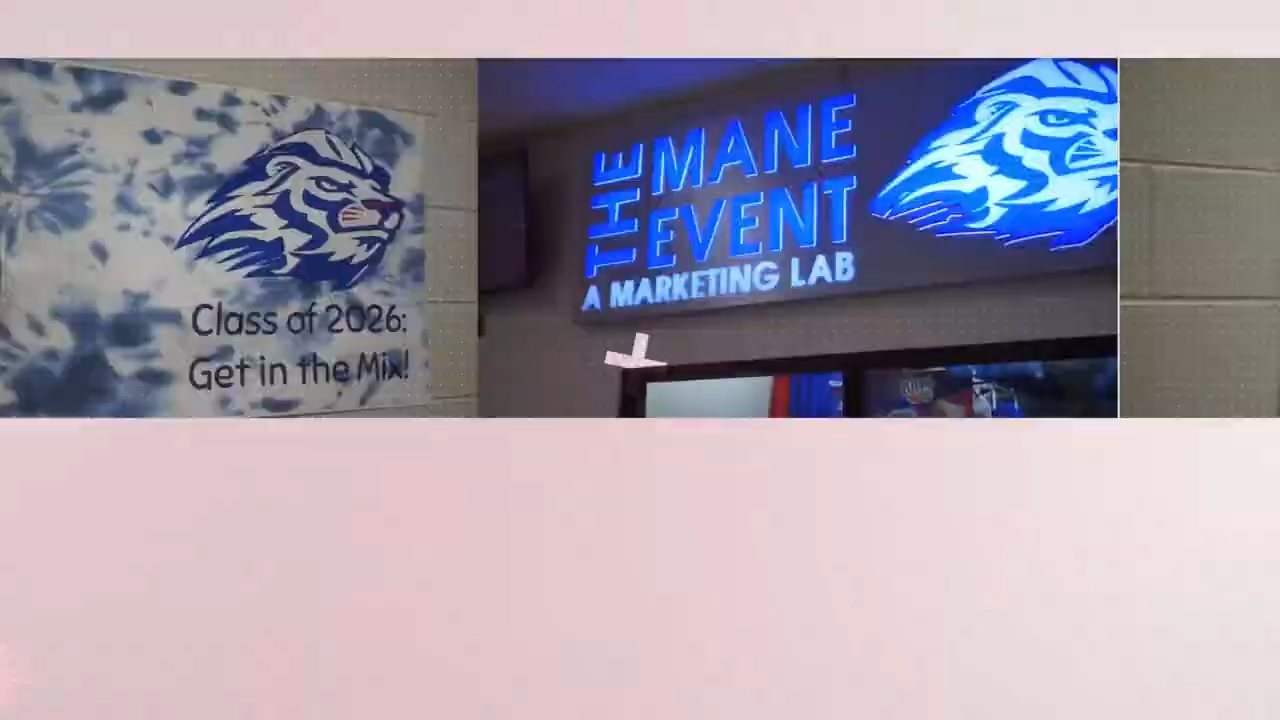 Class of 2026:
Get in the Mix!
THE
MANE
EVENT
A MARKETING LAB